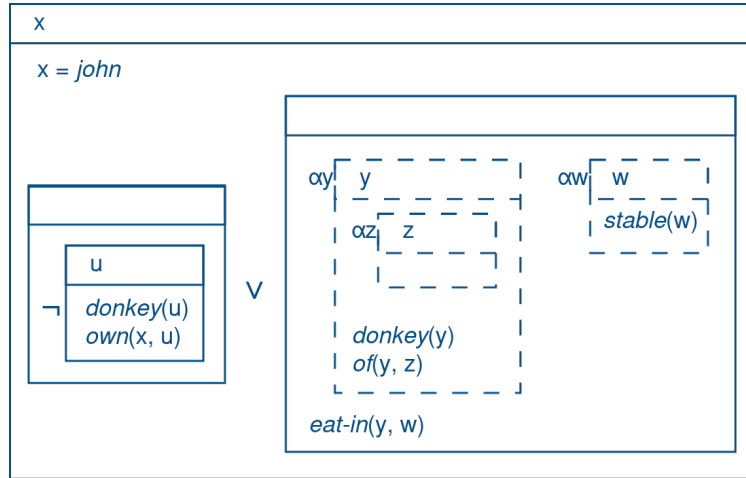 x
x = john
αy y
αw w
αz z
stable(w)
u
¬
donkey(u)
own(x, u)
∨
donkey(y)
of(y, z)
eat-in(y, w)